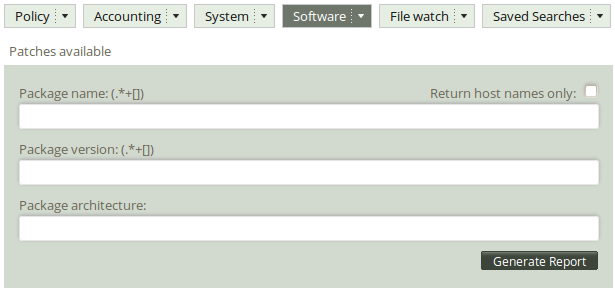 Policy Accounting System Software File watch Saved Searches
Patches available
Package name: (.*+[]) Return host names only:
Package version: (.*+[])
Package architecture:
Generate Report